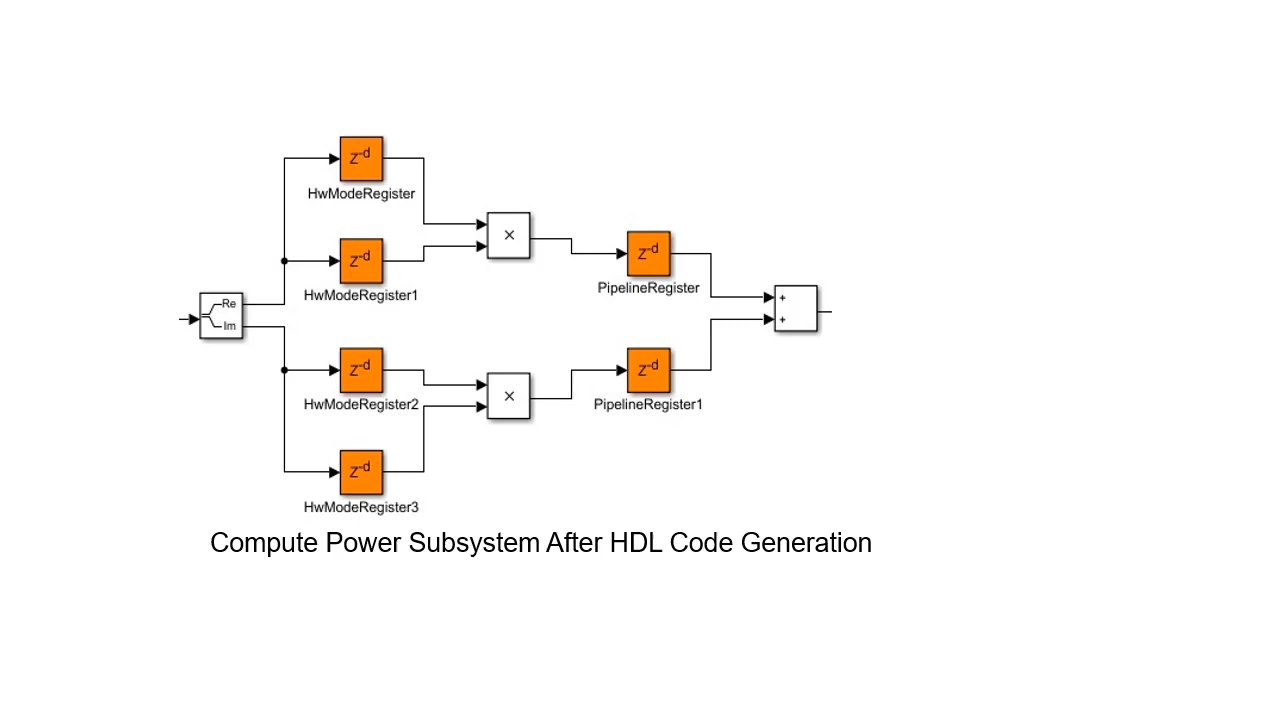 z-d
HwModeRegister
×
z-d
HwModeRegister1
z-d
PipelineRegister
Re
Im
+
+
z-d
HwModeRegister2
×
z-d
PipelineRegister1
z-d
HwModeRegister3
Compute Power Subsystem After HDL Code Generation